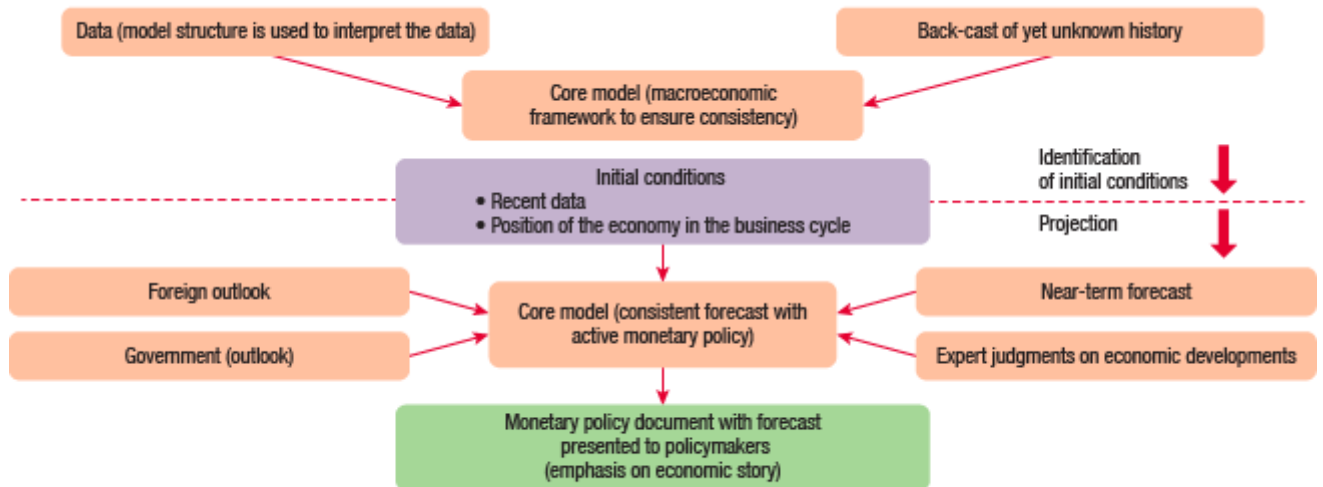 Data (model structure is used to interpret the data)
Back-cast of yet unknown history
Core model (macroeconomic
framework to ensure consistency)
Initial conditions
• Recent data
• Position of the economy in the business cycle
Identification
of initial conditions
Projection
Foreign outlook
Near-term forecast
Core model (consistent forecast with
active monetary policy)
Government (outlook)
Expert judgments on economic developments
Monetary policy document with forecast
presented to policymakers
(emphasis on economic story)